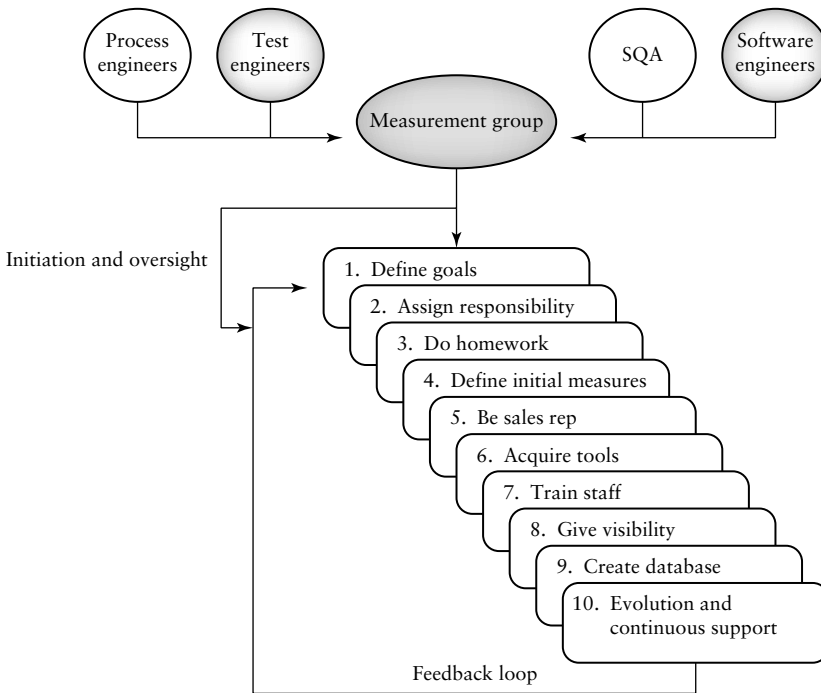 Process
engineers
Test
engineers
SQA
Software
engineers
Measurement group
Initiation and oversight
1. Define goals
2. Assign responsibility
3. Do homework
4. Define initial measures
5. Be sales rep
6. Acquire tools
7. Train staff
8. Give visibility
9. Create database
10. Evolution and
continuous support
Feedback loop